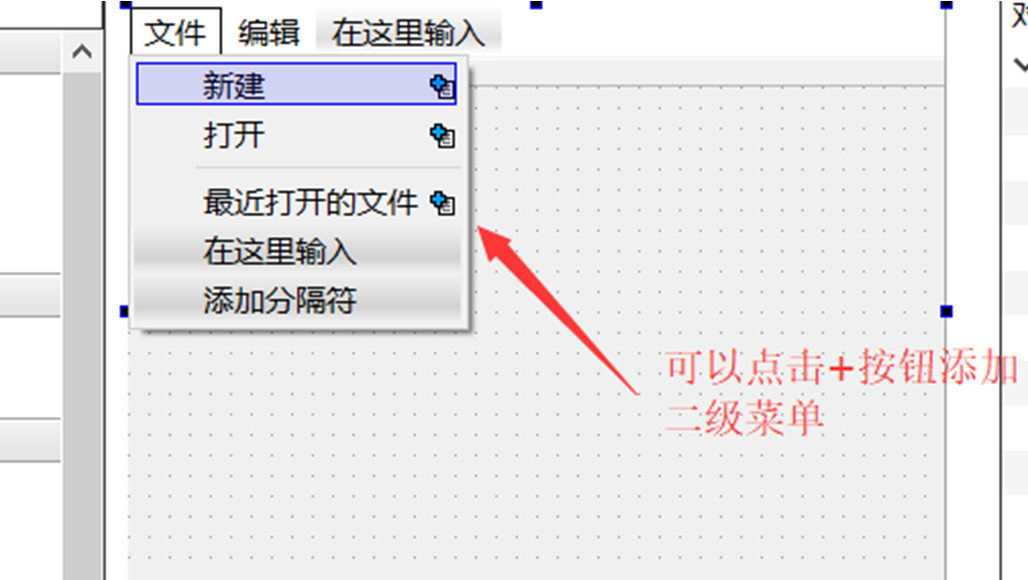 文件 编辑 在这里输入
新建
打开
最近打开的文件
在这里输入
添加分隔符
可以点击+按钮添加
二级菜单